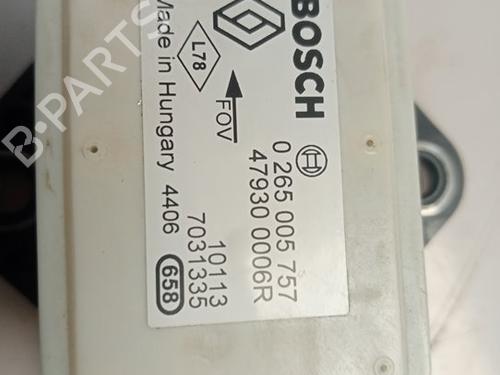 BOSCH
0 265 005 757
47930 0006R
L78
FOV
10113
7031335
Made in Hungary 4406
658
B-PARTS